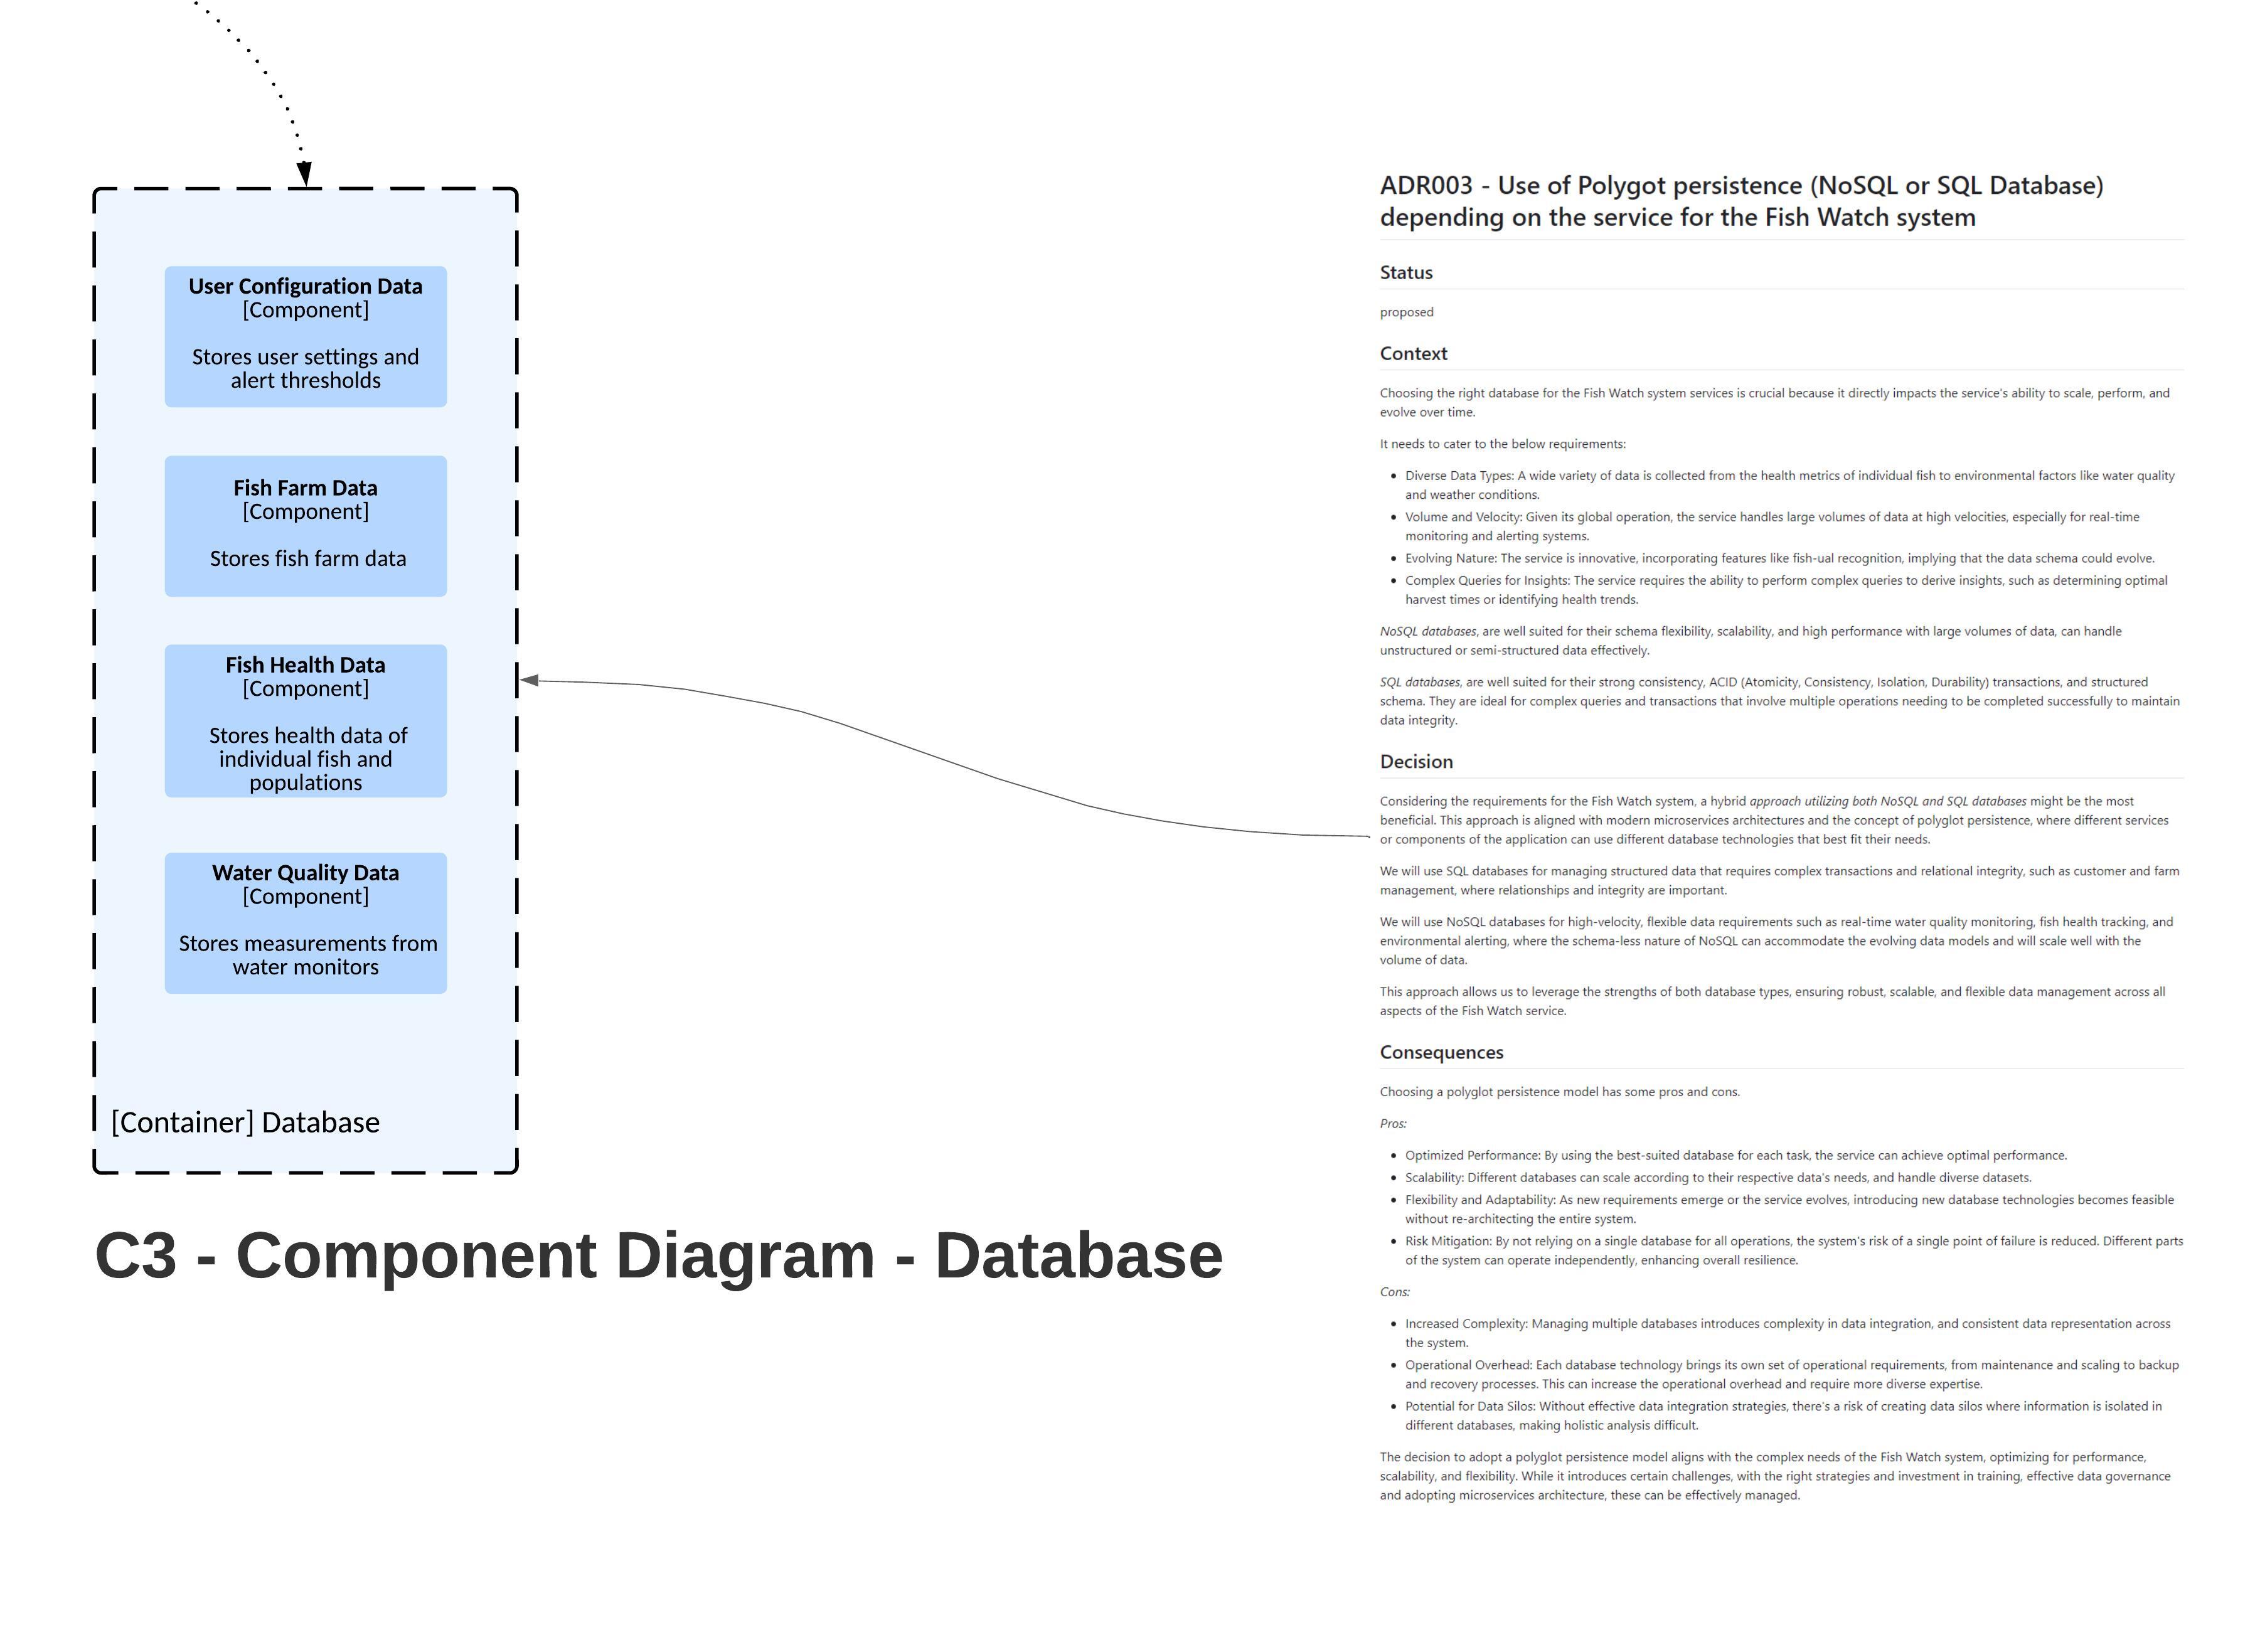 User Configuration Data
[Component]
Stores user settings and
alert thresholds
Fish Farm Data
[Component]
Stores fish farm data
Fish Health Data
[Component]
Stores health data of
individual fish and
populations
Water Quality Data
[Component]
Stores measurements from
water monitors
[Container] Database
C3 - Component Diagram - Database
ADR003 - Use of Polygot persistence (NoSQL or SQL Database)
depending on the service for the Fish Watch system
Status
proposed
Context
Choosing the right database for the Fish Watch system services is crucial because it directly impacts the service's ability to scale, perform, and
evolve over time.
It needs to cater to the below requirements:
• Diverse Data Types: A wide variety of data is collected from the health metrics of individual fish to environmental factors like water quality
and weather conditions.
• Volume and Velocity: Given its global operation, the service handles large volumes of data at high velocities, especially for real-time
monitoring and alerting systems.
• Evolving Nature: The service is innovative, incorporating features like fish-ual recognition, implying that the data schema could evolve.
• Complex Queries for Insights: The service requires the ability to perform complex queries to derive insights, such as determining optimal
harvest times or identifying health trends.
NoSQL databases, are well suited for their schema flexibility, scalability, and high performance with large volumes of data, can handle
unstructured or semi-structured data effectively.
SQL databases, are well suited for their strong consistency, ACID (Atomicity, Consistency, Isolation, Durability) transactions, and structured
schema. They are ideal for complex queries and transactions that involve multiple operations needing to be completed successfully to maintain
data integrity.
Decision
Considering the requirements for the Fish Watch system, a hybrid approach utilizing both NoSQL and SQL databases might be the most
beneficial. This approach is aligned with modern microservices architectures and the concept of polyglot persistence, where different services
or components of the application can use different database technologies that best fit their needs.
We will use SQL databases for managing structured data that requires complex transactions and relational integrity, such as customer and farm
management, where relationships and integrity are important.
We will use NoSQL databases for high-velocity, flexible data requirements such as real-time water quality monitoring, fish health tracking, and
environmental alerting, where the schema-less nature of NoSQL can accommodate the evolving data models and will scale well with the
volume of data.
This approach allows us to leverage the strengths of both database types, ensuring robust, scalable, and flexible data management across all
aspects of the Fish Watch service.
Consequences
Choosing a polyglot persistence model has some pros and cons.
Pros:
• Optimized Performance: By using the best-suited database for each task, the service can achieve optimal performance.
• Scalability: Different databases can scale according to their respective data's needs, and handle diverse datasets.
• Flexibility and Adaptability: As new requirements emerge or the service evolves, introducing new database technologies becomes feasible
without re-architecting the entire system.
• Risk Mitigation: By not relying on a single database for all operations, the system's risk of a single point of failure is reduced. Different parts
of the system can operate independently, enhancing overall resilience.
Cons:
• Increased Complexity: Managing multiple databases introduces complexity in data integration, and consistent data representation across
the system.
• Operational Overhead: Each database technology brings its own set of operational requirements, from maintenance and scaling to backup
and recovery processes. This can increase the operational overhead and require more diverse expertise.
• Potential for Data Silos: Without effective data integration strategies, there's a risk of creating data silos where information is isolated in
different databases, making holistic analysis difficult.
The decision to adopt a polyglot persistence model aligns with the complex needs of the Fish Watch system, optimizing for performance,
scalability, and flexibility. While it introduces certain challenges, with the right strategies and investment in training, effective data governance
and adopting microservices architecture, these can be effectively managed.